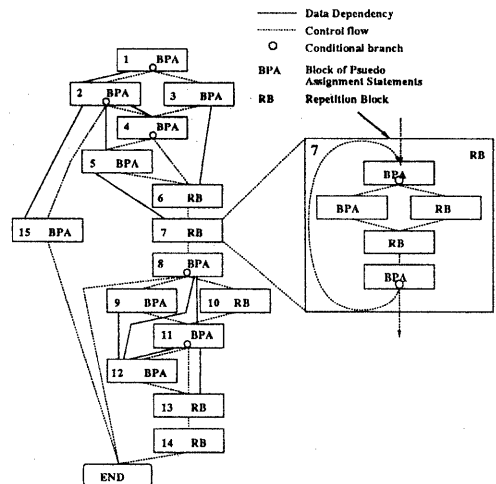 Data Dependency
Control flow
Conditional branch
BPA Block of Psuedo
Assignment Statements
RB Repetition Block
1 BPA
2 BPA
3 BPA
4 BPA
5 BPA
6 RB
7 RB
15 BPA
8 BPA
9 BPA
10 RB
11 BPA
12 BPA
13 RB
14 RB
END
7 RB
BPA
BPA
RB
RB
BPA